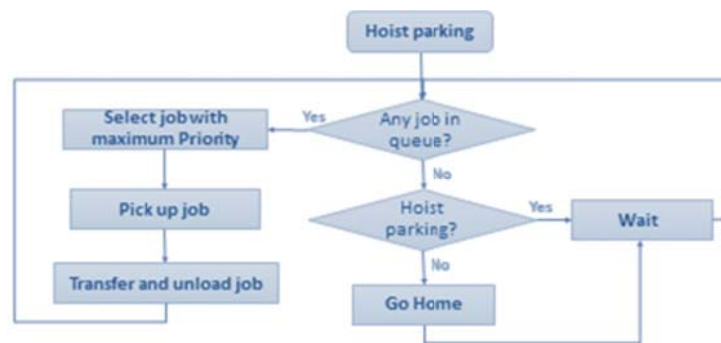 Hoist parking
Select job with
maximum Priority
Yes
Any job in
queue?
No
Pick up job
Hoist
parking?
Yes
Wait
No
Transfer and unload job
Go Home